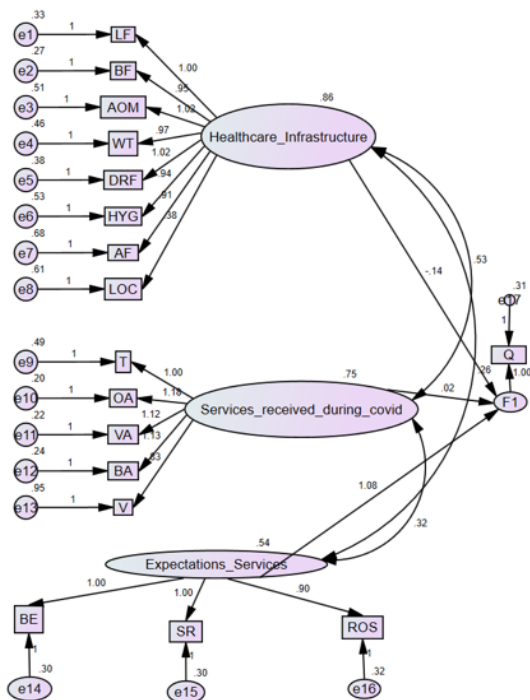 .33
e1 1 LF
.27
e2 1 BF
.51
e3 1 AOM
.46
e4 1 WT
.38
e5 1 DRF
.53
e6 1 HYG
.68
e7 1 AF
.61
e8 1 LOC
1.00
.95
1.02
.97
1.02
.94
.91
.38
.86
Healthcare_Infrastructure
-.14
.53
.26
.49
e9 1 T
.20
e10 1 OA
.22
e11 1 VA
.24
e12 1 BA
.95
e13 1 V
1.00
1.18
1.12
1.13
.83
.75
Services_received_during_covid
.02
.31
e17
1
Q
1.00
F1
1.08
.32
.54
Expectations_Services
1.00
1.00
.90
BE
SR
ROS
1
1
1
.30
.30
.32
e14
e15
e16